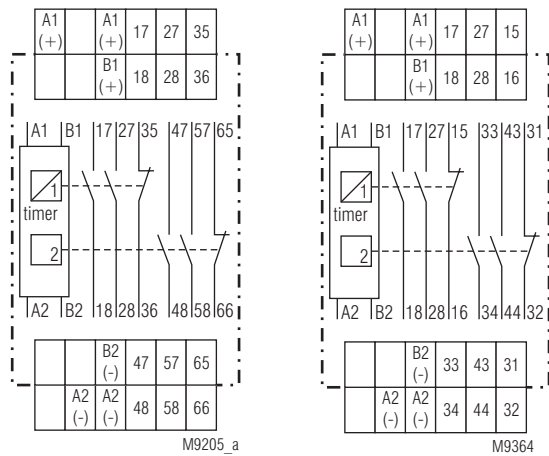 A1 (+) A1 (+) 17 27 35
B1 (+) 18 28 36
A1 B1 17 27 35 47 57 65
1
timer
2
A2 B2 18 28 36 48 58 66
B2 (-) 47 57 65
A2 (-) A2 (-) 48 58 66
M9205_a
A1 (+) A1 (+) 17 27 15
B1 (+) 18 28 16
A1 B1 17 27 15 33 43 31
1
timer
2
A2 B2 18 28 16 34 44 32
B2 (-) 33 43 31
A2 (-) A2 (-) 34 44 32
M9364